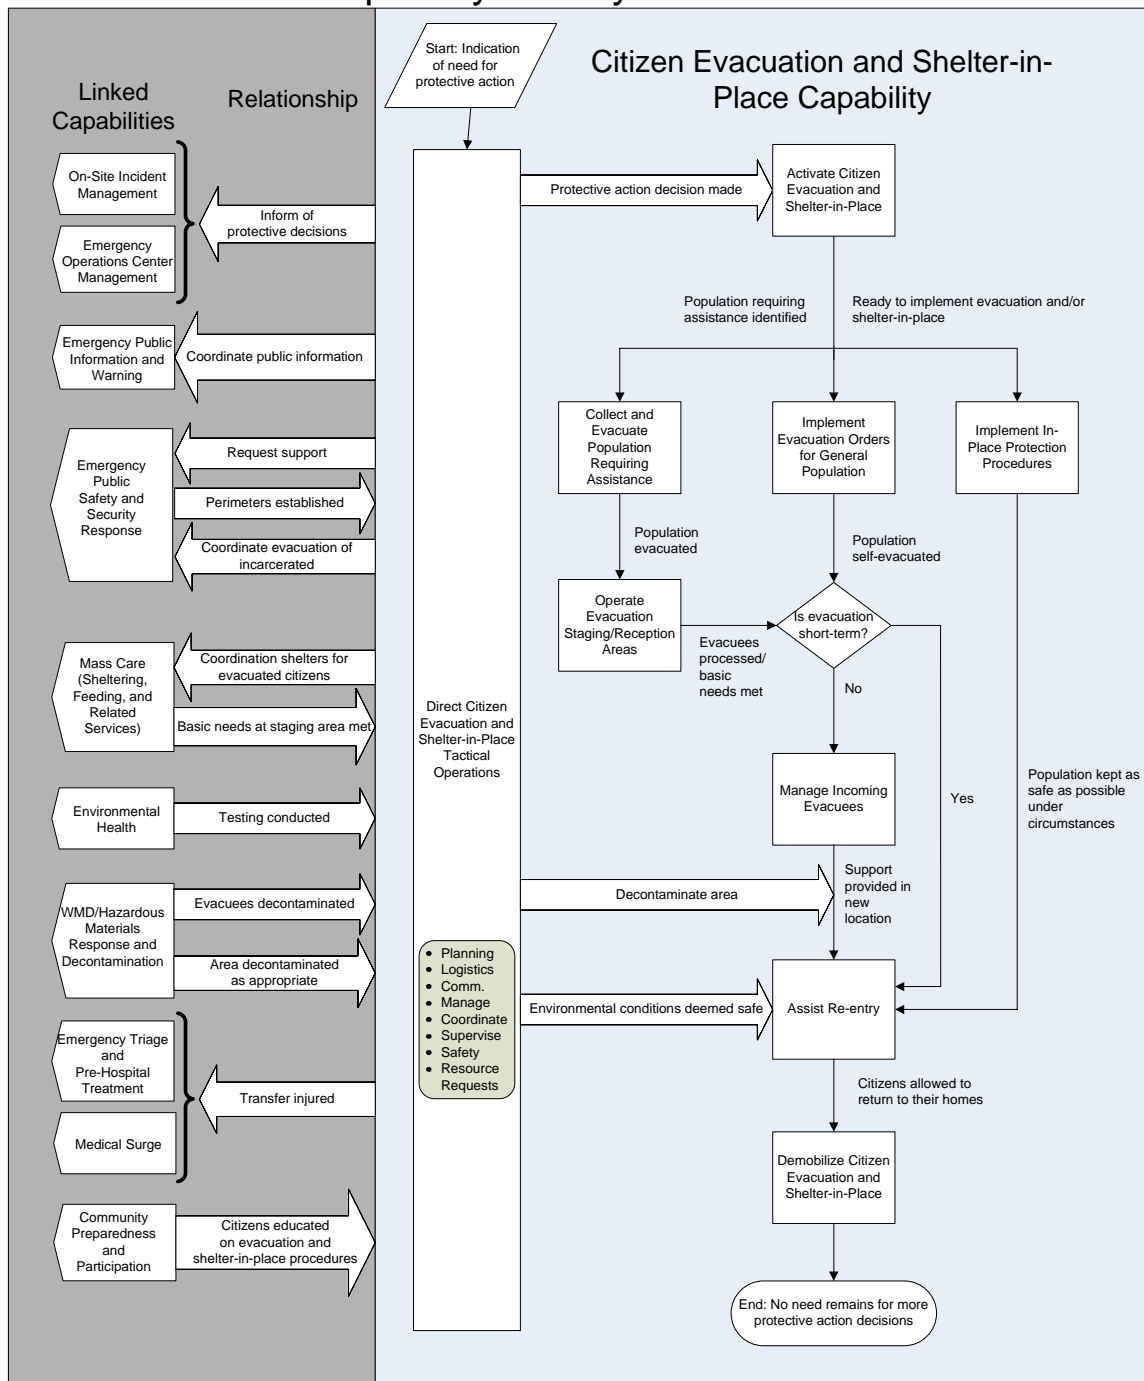 Start: Indication
of need for
protective action
Citizen Evacuation and Shelter-in-
Place Capability
Linked
Capabilities
Relationship
On-Site Incident
Management
Emergency
Operations Center
Management
Inform of
protective decisions
Emergency Public
Information and
Warning
Coordinate public information
Emergency
Public
Safety and
Security
Response
Request support
Perimeters established
Coordinate evacuation of
incarcerated
Mass Care
(Sheltering,
Feeding, and
Related
Services)
Coordination shelters for
evacuated citizens
Basic needs at staging area met
Environmental
Health
Testing conducted
WMD/Hazardous
Materials
Response and
Decontamination
Evacuees decontaminated
Area decontaminated
as appropriate
Emergency Triage
and
Pre-Hospital
Treatment
Medical Surge
Transfer injured
Community
Preparedness
and
Participation
Citizens educated
on evacuation and
shelter-in-place procedures
Direct Citizen
Evacuation and
Shelter-in-Place
Tactical
Operations
• Planning
• Logistics
• Comm.
• Manage
• Coordinate
• Supervise
• Safety
• Resource
Requests
Protective action decision made
Activate Citizen
Evacuation and
Shelter-in-Place
Population requiring
assistance identified
Ready to implement evacuation and/or
shelter-in-place
Collect and
Evacuate
Population
Requiring
Assistance
Implement
Evacuation Orders
for General
Population
Implement In-
Place Protection
Procedures
Population
evacuated
Population
self-evacuated
Operate
Evacuation
Staging/Reception
Areas
Evacuees
processed/
basic
needs met
Is evacuation
short-term?
No
Yes
Manage Incoming
Evacuees
Population kept as
safe as possible
under
circumstances
Decontaminate area
Support
provided in
new
location
Environmental conditions deemed safe
Assist Re-entry
Citizens allowed to
return to their homes
Demobilize Citizen
Evacuation and
Shelter-in-Place
End: No need remains for more
protective action decisions